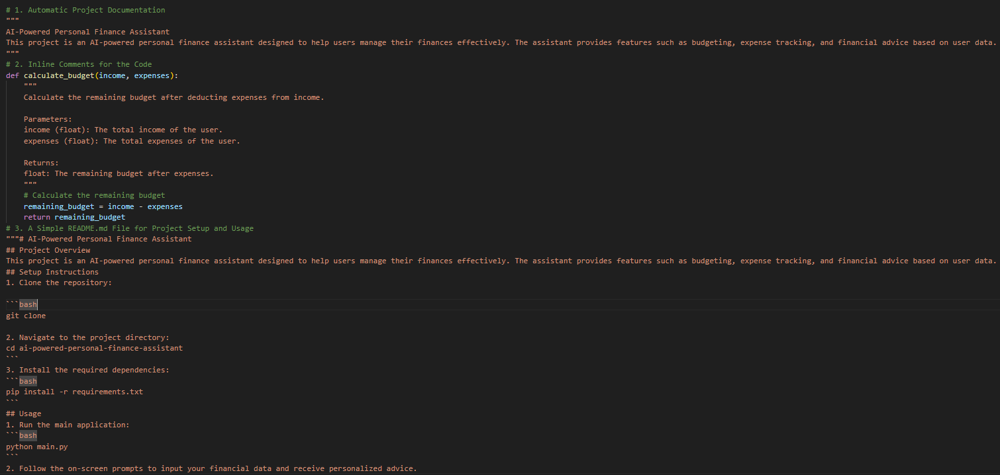 # 1. Automatic Project Documentation
"""
AI-Powered Personal Finance Assistant
This project is an AI-powered personal finance assistant designed to help users manage their finances effectively. The assistant provides features such as budgeting, expense tracking, and financial advice based on user data.
"""
# 2. Inline Comments for the Code
def calculate_budget(income, expenses):
    """
    Calculate the remaining budget after deducting expenses from income.

    Parameters:
    income (float): The total income of the user.
    expenses (float): The total expenses of the user.

    Returns:
    float: The remaining budget after expenses.
    """
    # Calculate the remaining budget
    remaining_budget = income - expenses
    return remaining_budget
# 3. A Simple README.md File for Project Setup and Usage
"""# AI-Powered Personal Finance Assistant
## Project Overview
This project is an AI-powered personal finance assistant designed to help users manage their finances effectively. The assistant provides features such as budgeting, expense tracking, and financial advice based on user data.
## Setup Instructions
1. Clone the repository:

```bash
git clone

2. Navigate to the project directory:
cd ai-powered-personal-finance-assistant
```
3. Install the required dependencies:
```bash
pip install -r requirements.txt
```
## Usage
1. Run the main application:
```bash
python main.py
```
2. Follow the on-screen prompts to input your financial data and receive personalized advice.